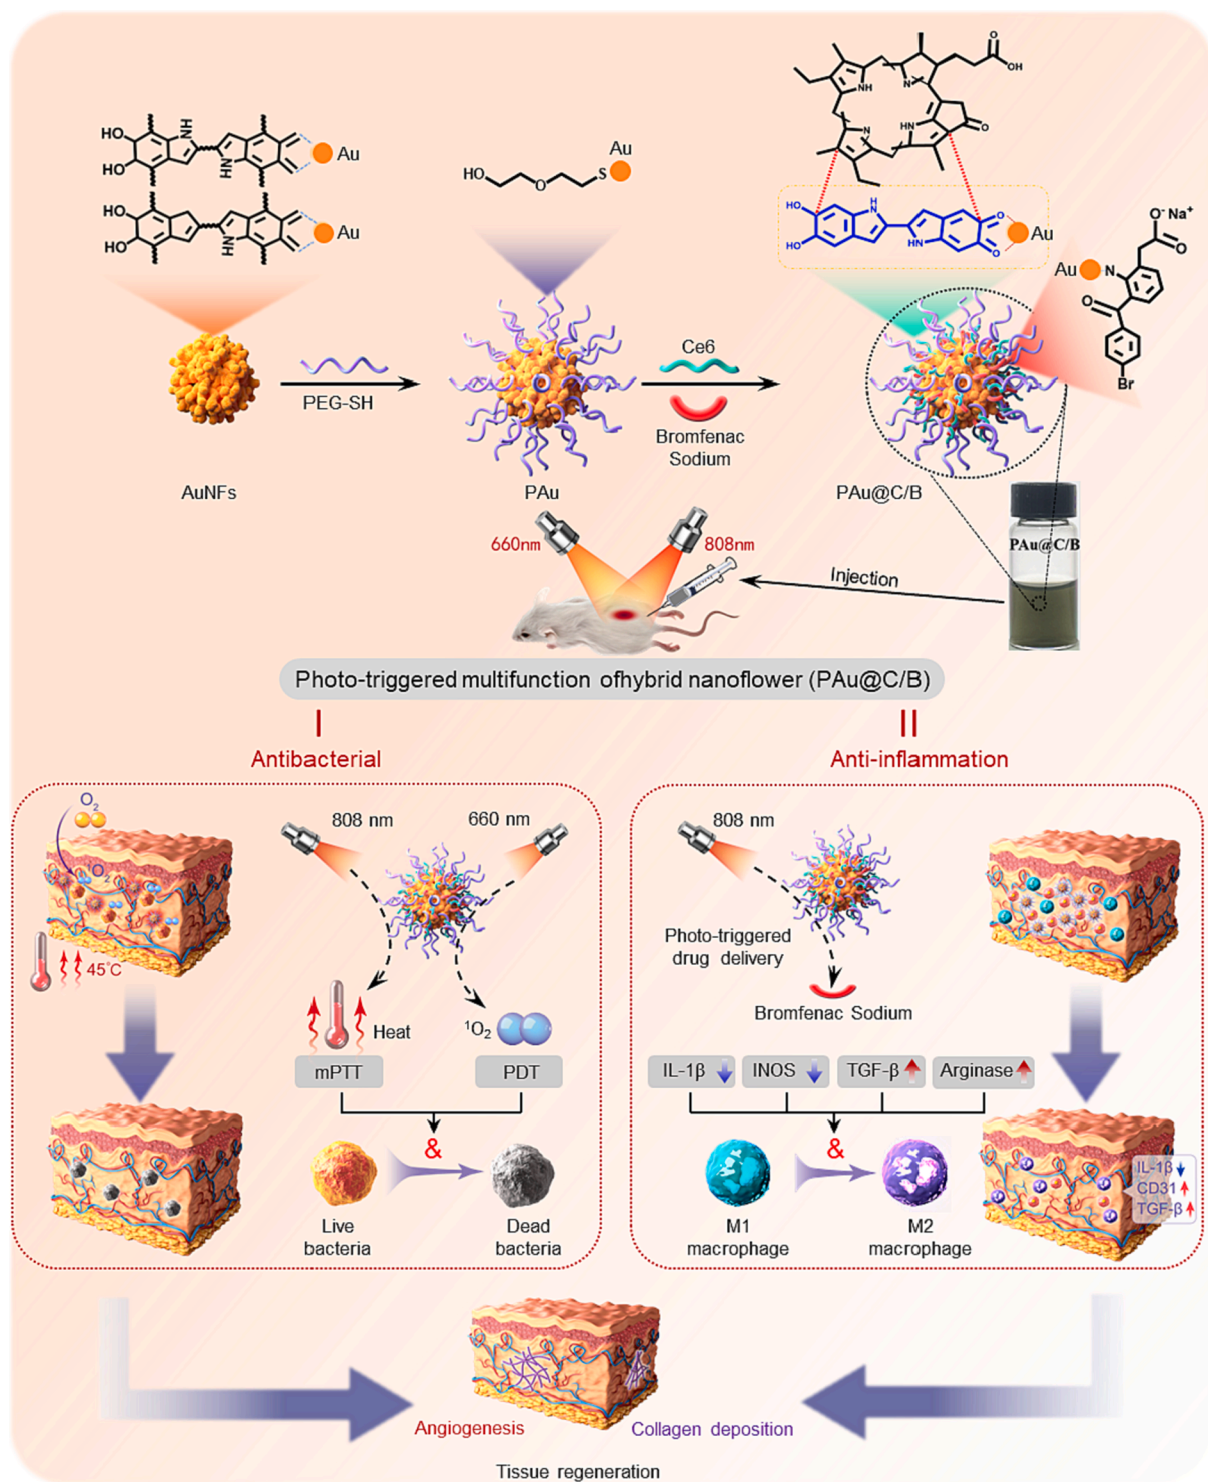 HO
NH
HO
N
H
Au
HO
HO
NH
Au
Au
HO
O
S
O
OH
NH
N
N
HN
O
HO
H
N
HO
HN
O
O
Au
O⁻ Na⁺
O
Au
N
O
Br
PEG-SH
Ce6
Bromfenac
Sodium
AuNFs
PAu
PAu@C/B
660nm
808nm
PAu@C/B
Injection
Photo-triggered multifunction ofhybrid nanoflower (PAu@C/B)
I
II
Antibacterial
Anti-inflammation
O₂
¹O₂
45°C
808 nm
660 nm
Heat
¹O₂
mPTT
PDT
&
Live
bacteria
Dead
bacteria
808 nm
Photo-triggered
drug delivery
Bromfenac Sodium
IL-1β
INOS
TGF-β
Arginase
&
M1
macrophage
M2
macrophage
IL-1β
CD31
TGF-β
Angiogenesis
Collagen deposition
Tissue regeneration